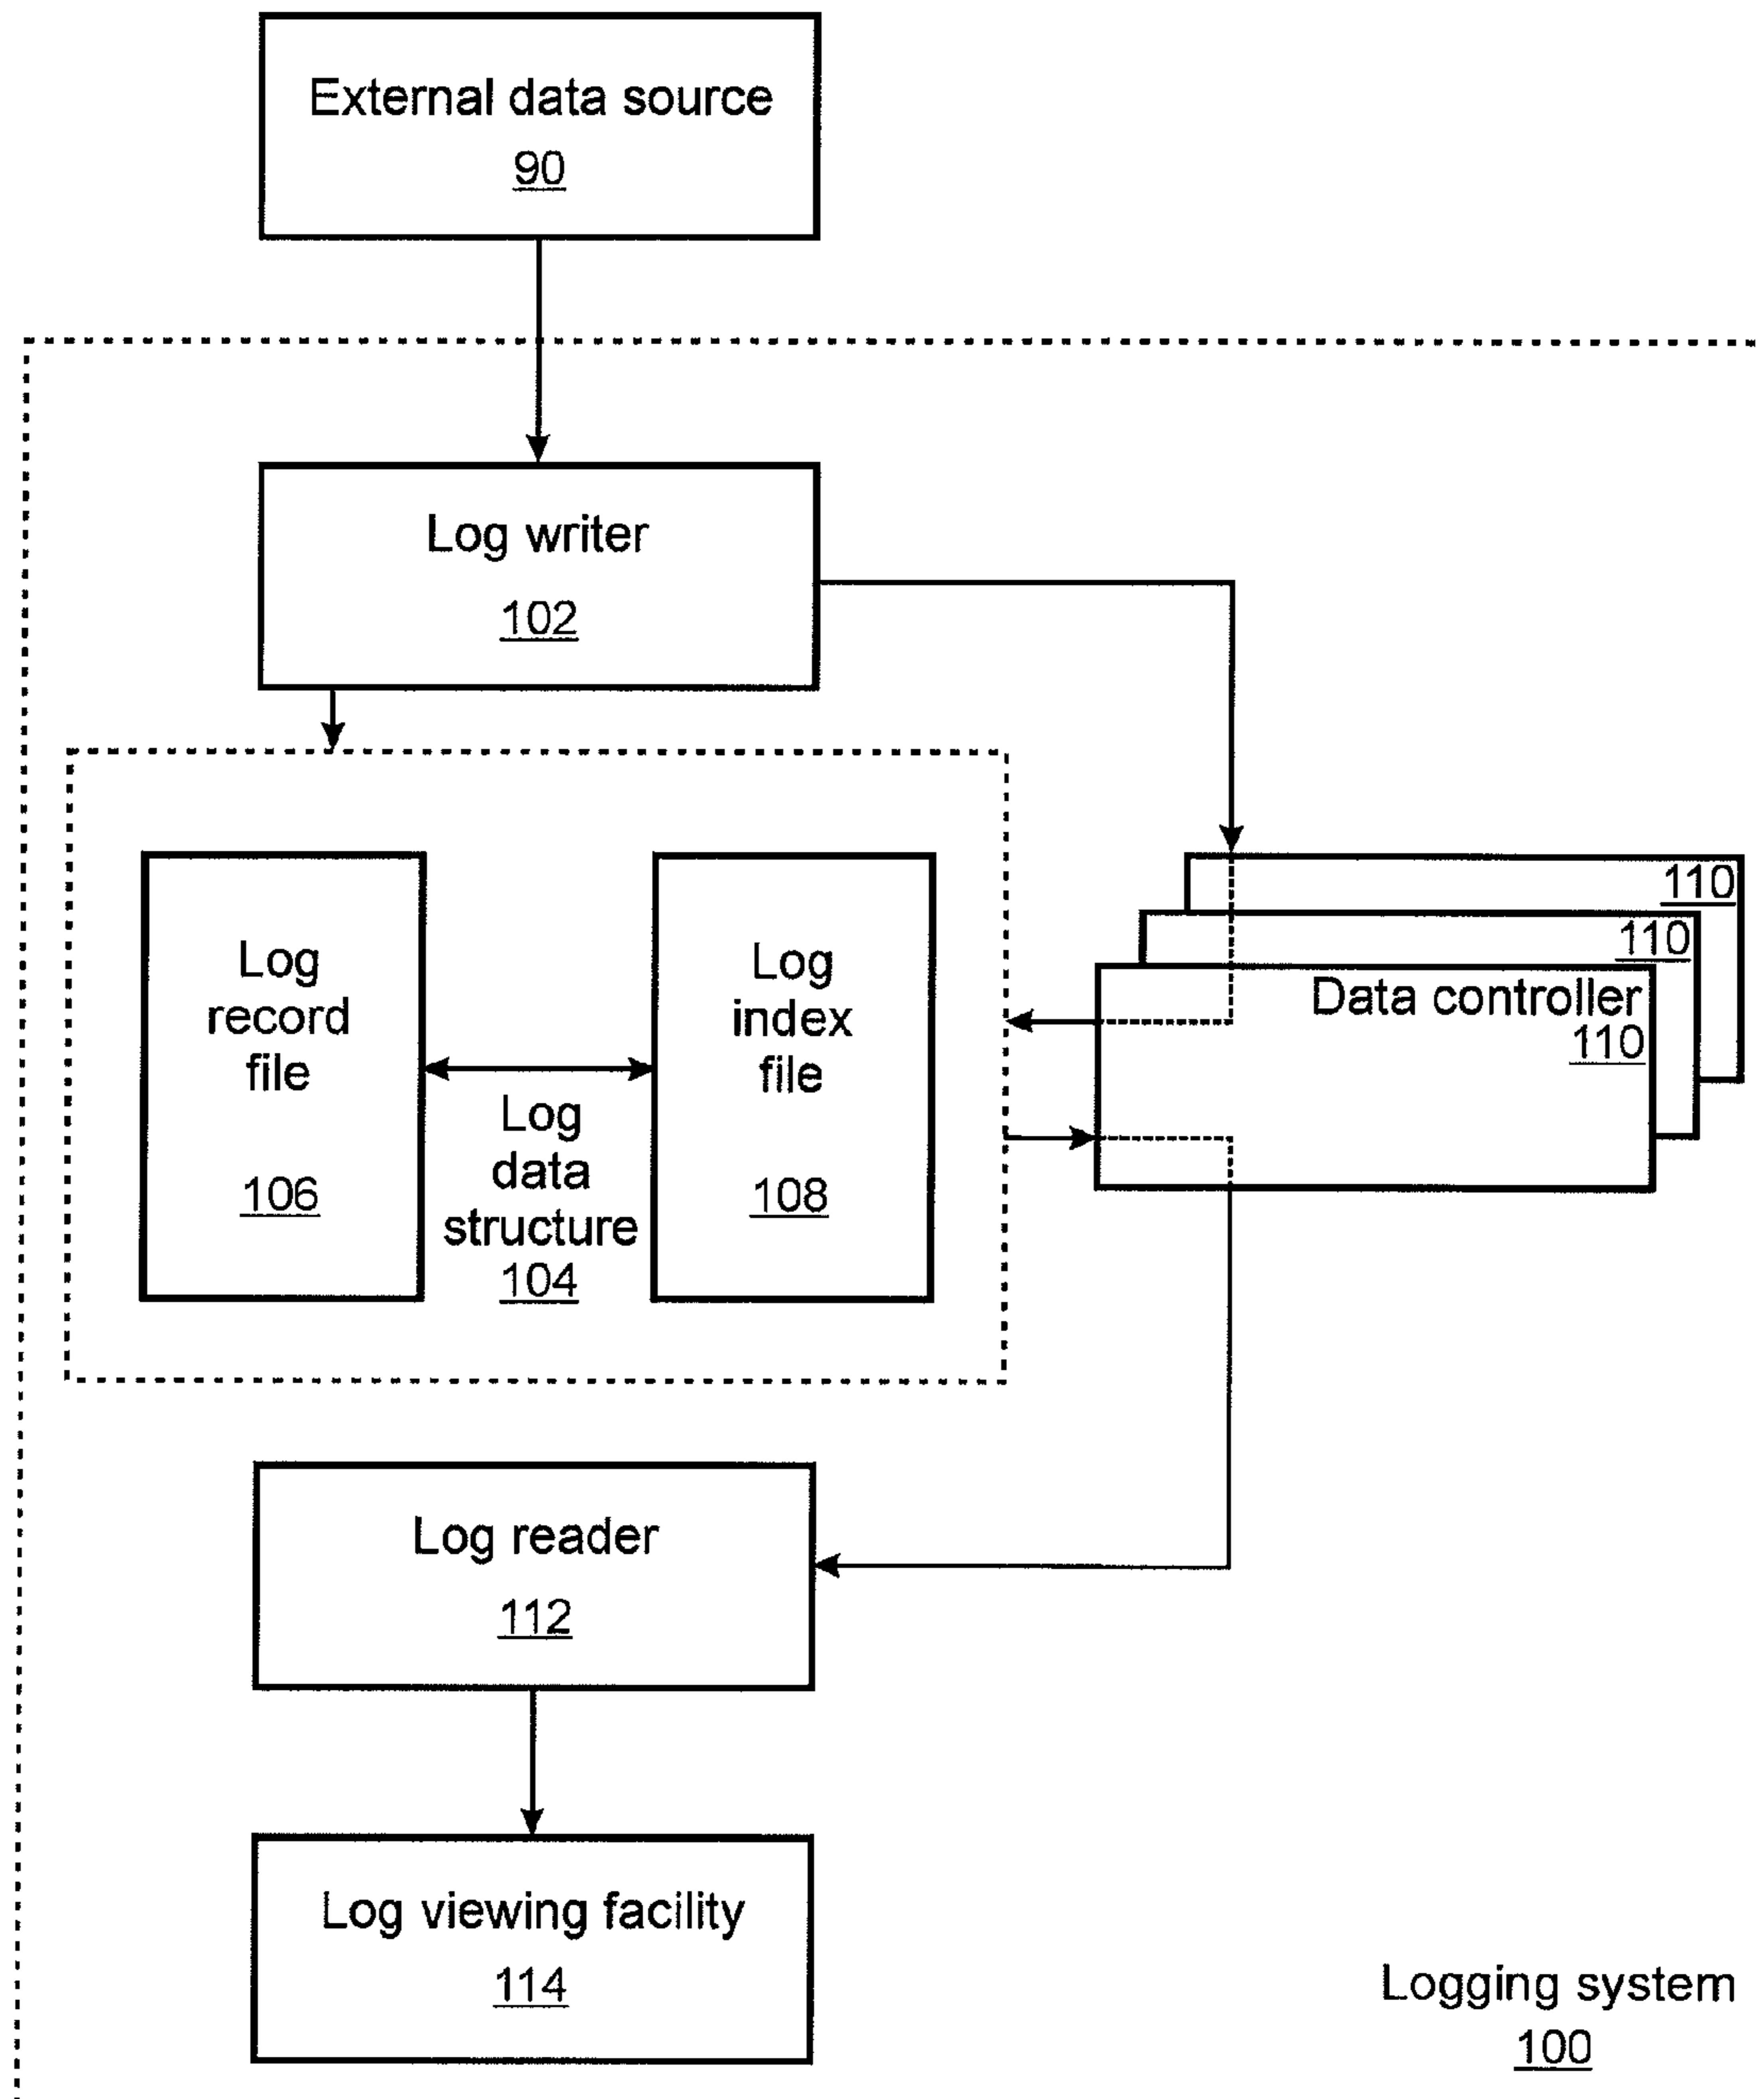 External data source
90
Log writer
102
Log
record
file
106
Log
data
structure
104
Log
index
file
108
110
110
Data controller
110
Log reader
112
Log viewing facility
114
Logging system
100